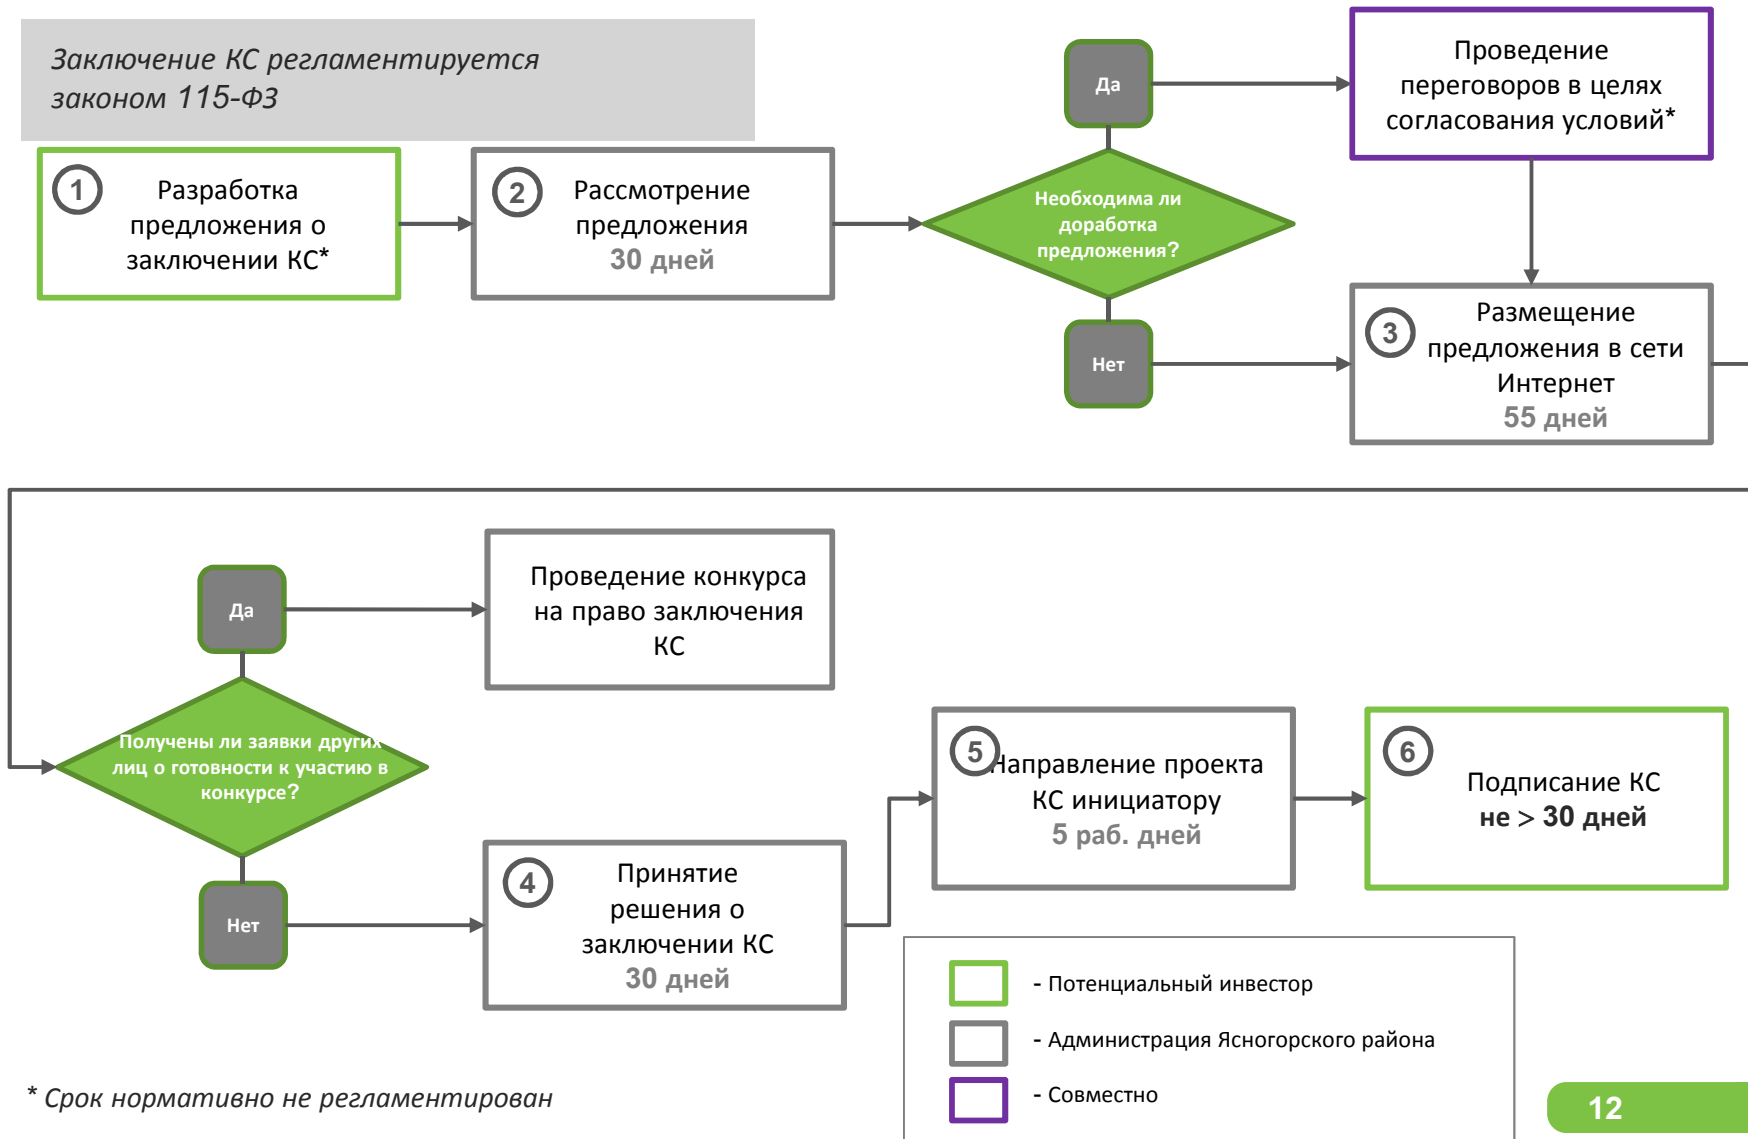 Заключение КС регламентируется
законом 115-ФЗ
1
Разработка
предложения о
заключении КС*
2
Рассмотрение
предложения
30 дней
Необходима ли
доработка
предложения?
Да
Проведение
переговоров в целях
согласования условий*
Нет
3
Размещение
предложения в сети
Интернет
55 дней
Получены ли заявки других
лиц о готовности к участию в
конкурсе?
Да
Проведение конкурса
на право заключения
КС
Нет
4
Принятие
решения о
заключении КС
30 дней
5
Направление проекта
КС инициатору
5 раб. дней
6
Подписание КС
не > 30 дней
- Потенциальный инвестор
- Администрация Ясногорского района
- Совместно
* Срок нормативно не регламентирован
12